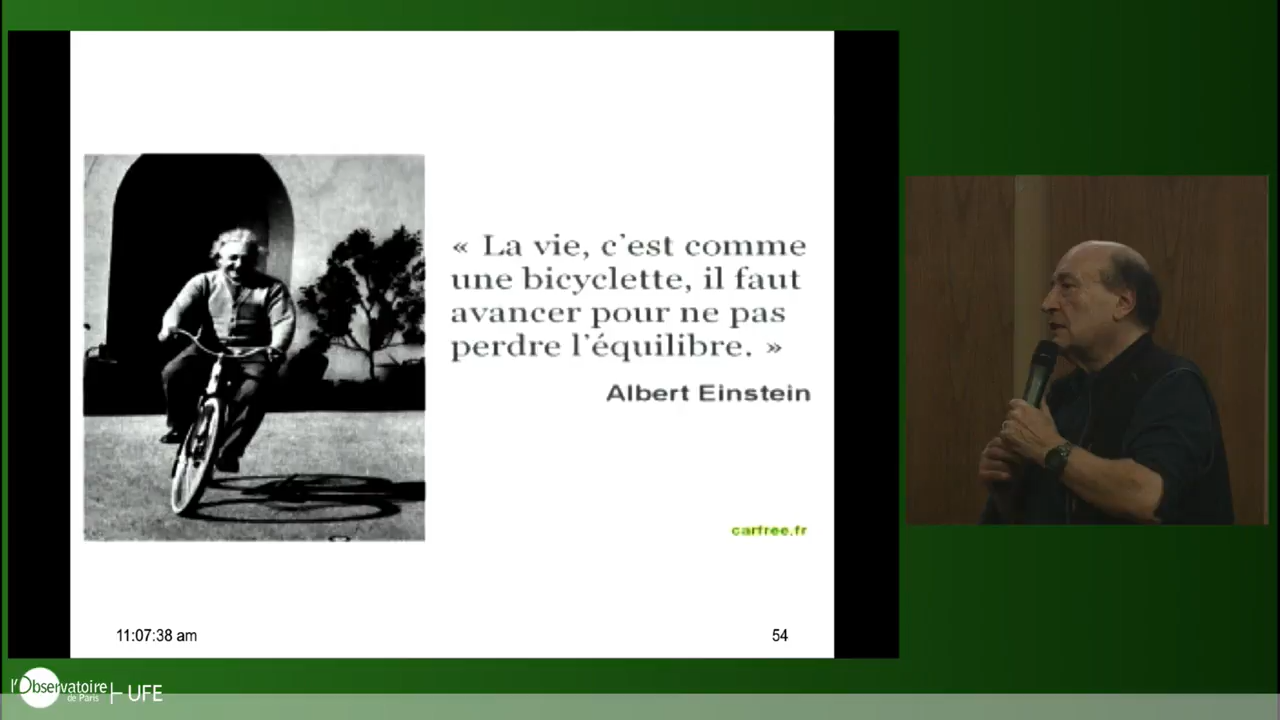 « La vie, c'est comme
une bicyclette, il faut
avancer pour ne pas
perdre l'équilibre. »
Albert Einstein
carfree.fr
11:07:38 am
54
l'Observatoire
de Paris
UFE